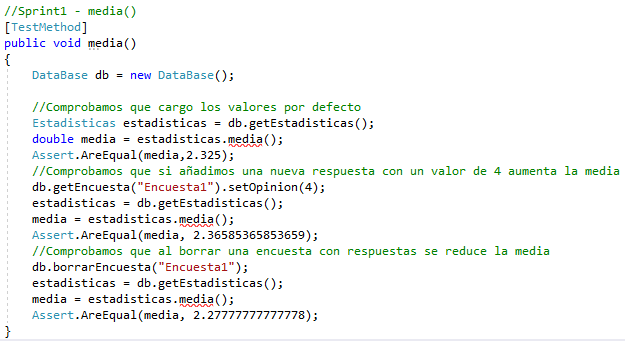 //Sprint1 - media()
[TestMethod]
public void media()
{
DataBase db = new DataBase();
//Comprobamos que cargo los valores por defecto
Estadisticas estadisticas = db.getEstadisticas();
double media = estadisticas.media();
Assert.AreEqual(media,2.325);
//Comprobamos que si añadimos una nueva respuesta con un valor de 4 aumenta la media
db.getEncuesta("Encuesta1").setOpinion(4);
estadisticas = db.getEstadisticas();
media = estadisticas.media();
Assert.AreEqual(media, 2.36585365853659);
//Comprobamos que al borrar una encuesta con respuestas se reduce la media
db.borrarEncuesta("Encuesta1");
estadisticas = db.getEstadisticas();
media = estadisticas.media();
Assert.AreEqual(media, 2.27777777777778);
}